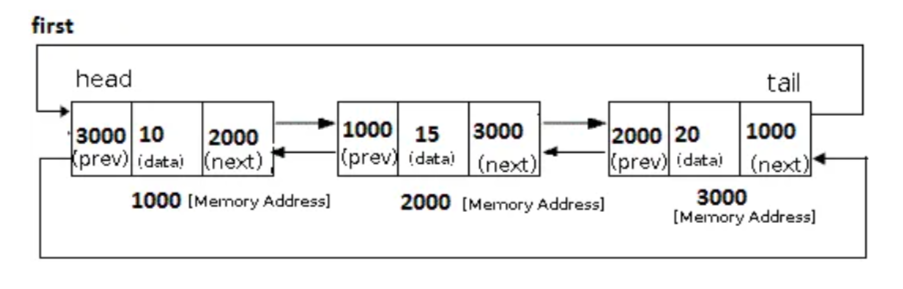 first
head
tail
3000 10 2000
(prev) (data) (next)
1000 15 3000
(prev) (data) (next)
2000 20 1000
(prev) (data) (next)
1000 [Memory Address]
2000 [Memory Address]
3000
[Memory Address]